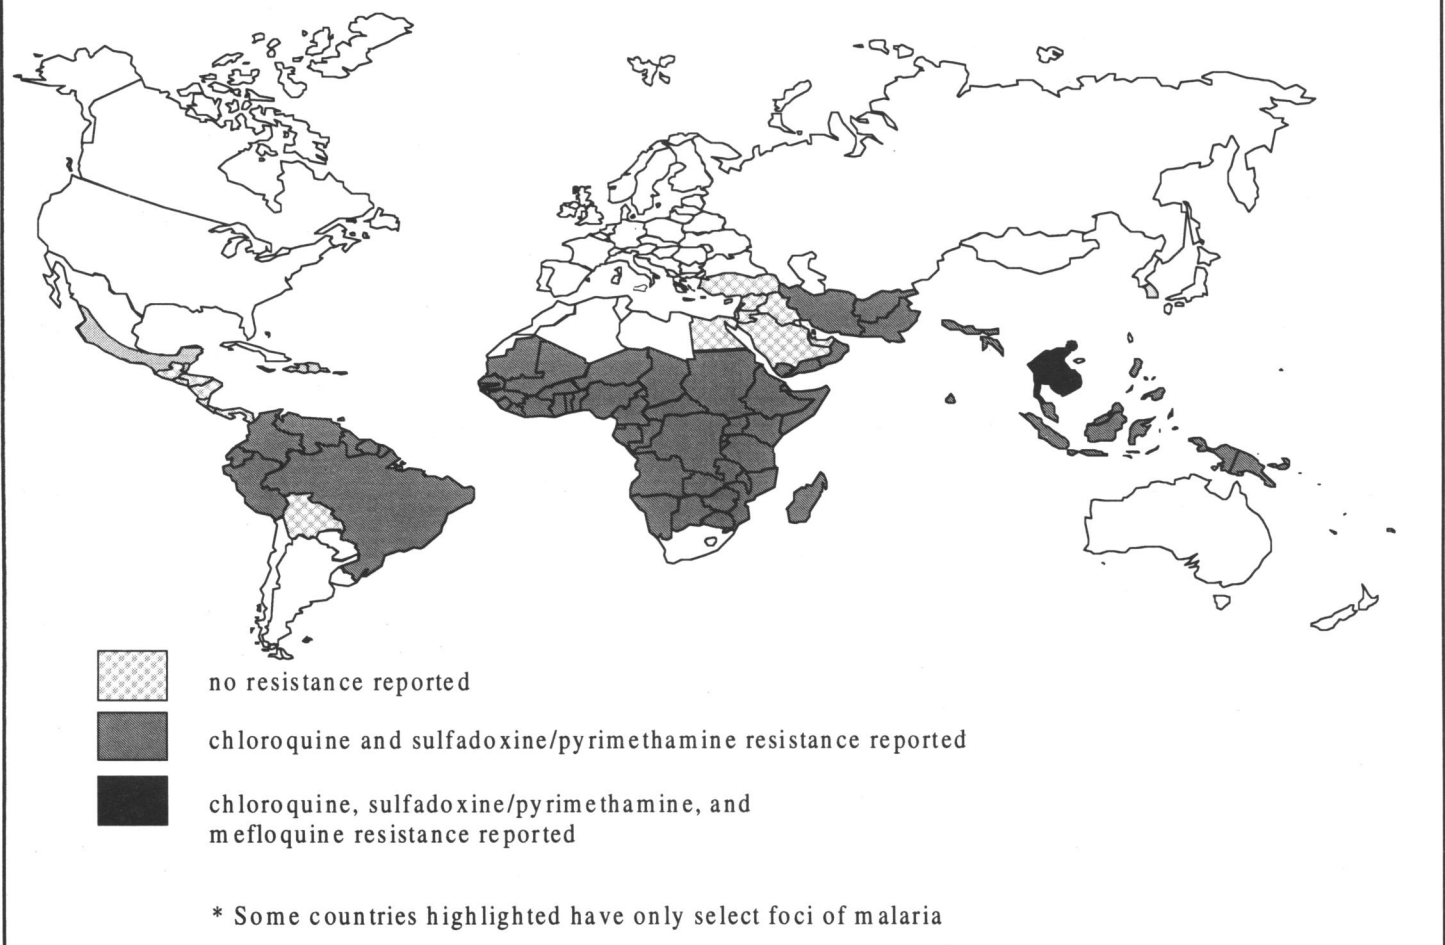 no resistance reported
chloroquine and sulfadoxine/pyrimethamine resistance reported
chloroquine, sulfadoxine/pyrimethamine, and
mefloquine resistance reported
* Some countries highlighted have only select foci of malaria